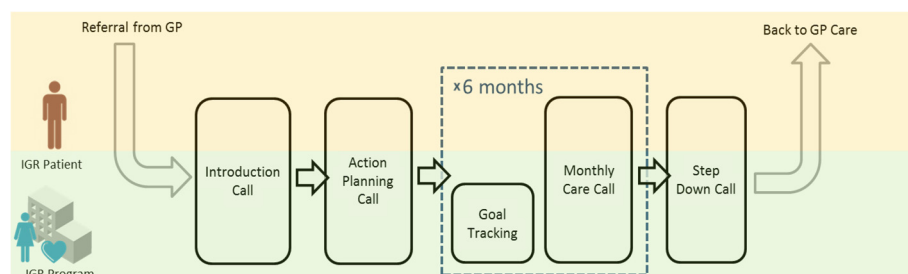 Referral from GP
Back to GP Care
×6 months
IGR Patient
Introduction
Call
Action
Planning
Call
Goal
Tracking
Monthly
Care Call
Step
Down Call
IGR Program